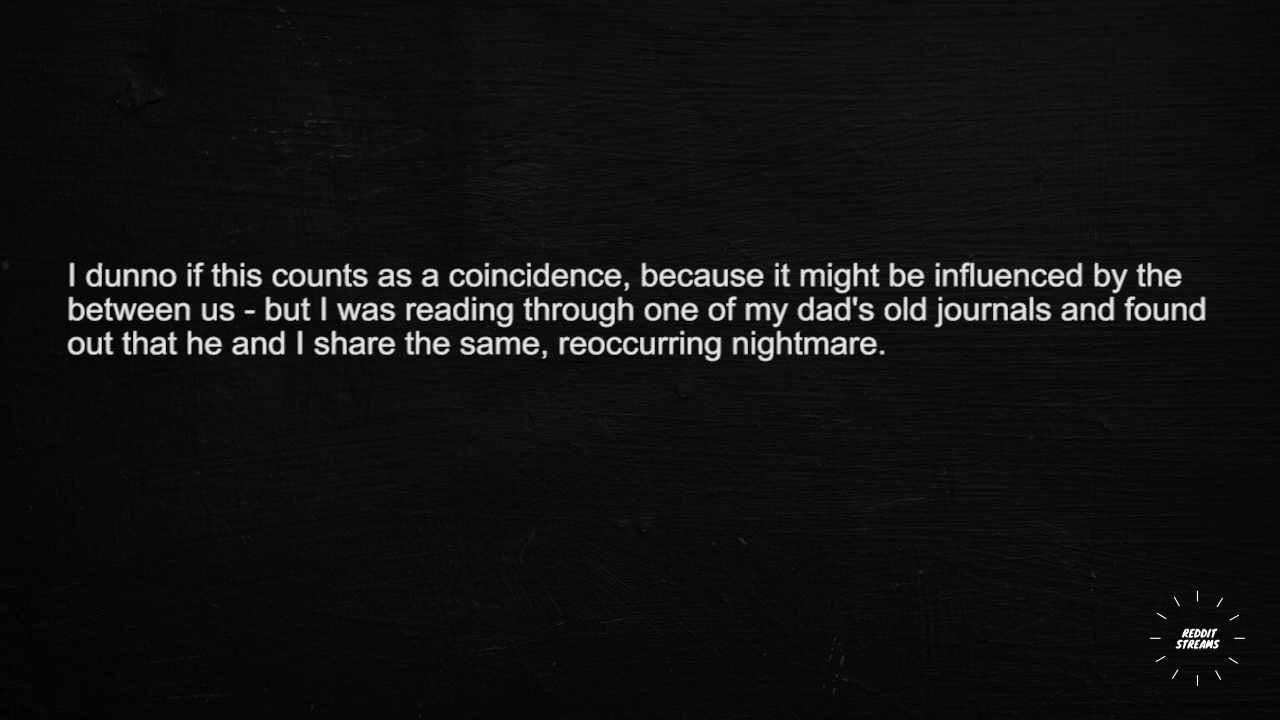 I dunno if this counts as a coincidence, because it might be influenced by the
between us - but I was reading through one of my dad's old journals and found
out that he and I share the same, reoccurring nightmare.
REDDIT
STREAMS